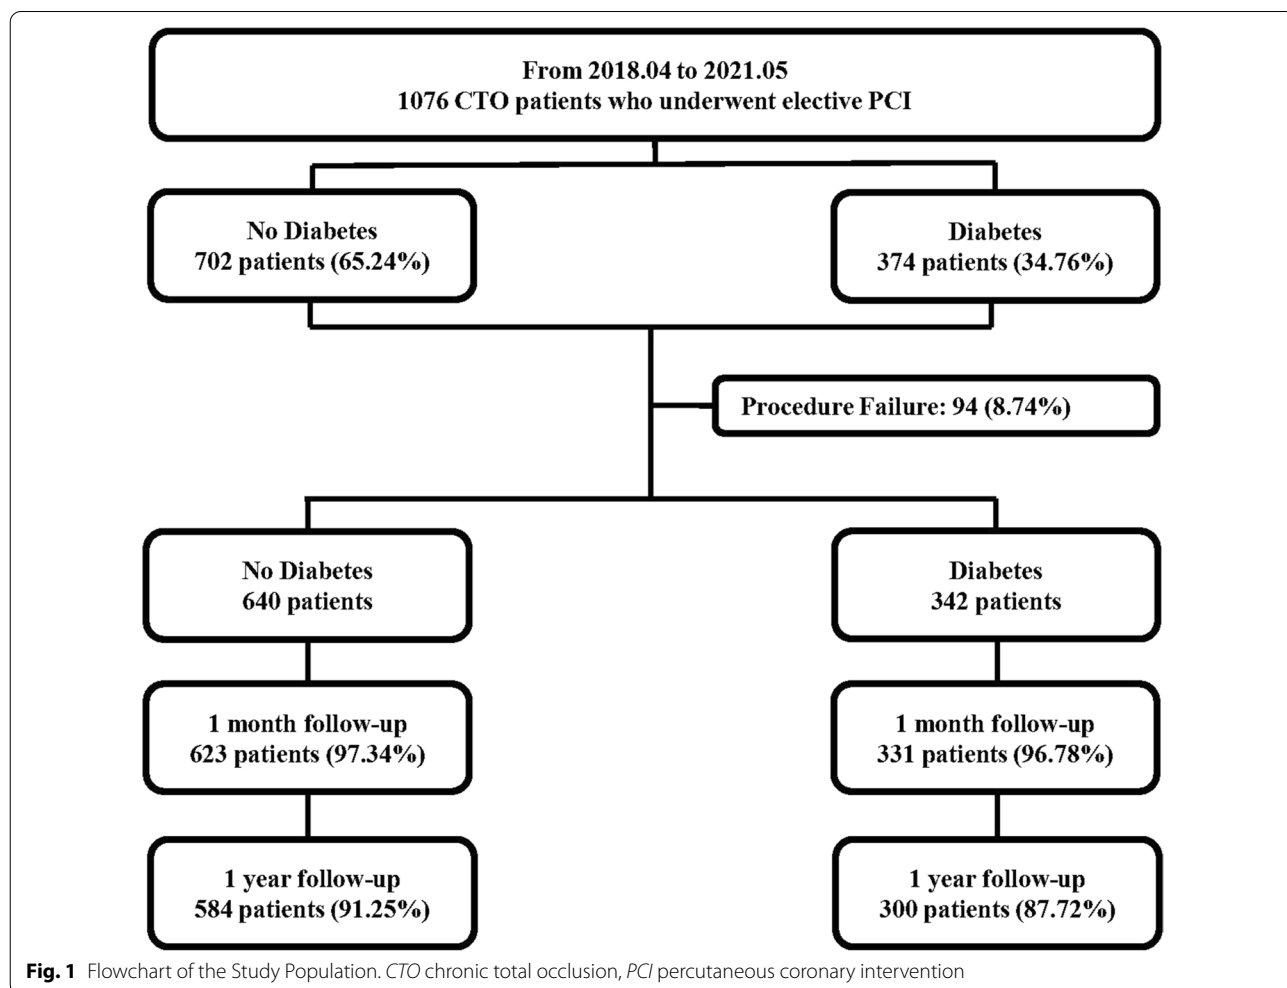 From 2018.04 to 2021.05
1076 CTO patients who underwent elective PCI
No Diabetes
702 patients (65.24%)
Diabetes
374 patients (34.76%)
Procedure Failure: 94 (8.74%)
No Diabetes
640 patients
Diabetes
342 patients
1 month follow-up
623 patients (97.34%)
1 month follow-up
331 patients (96.78%)
1 year follow-up
584 patients (91.25%)
1 year follow-up
300 patients (87.72%)
Fig. 1 Flowchart of the Study Population. CTO chronic total occlusion, PCI percutaneous coronary intervention